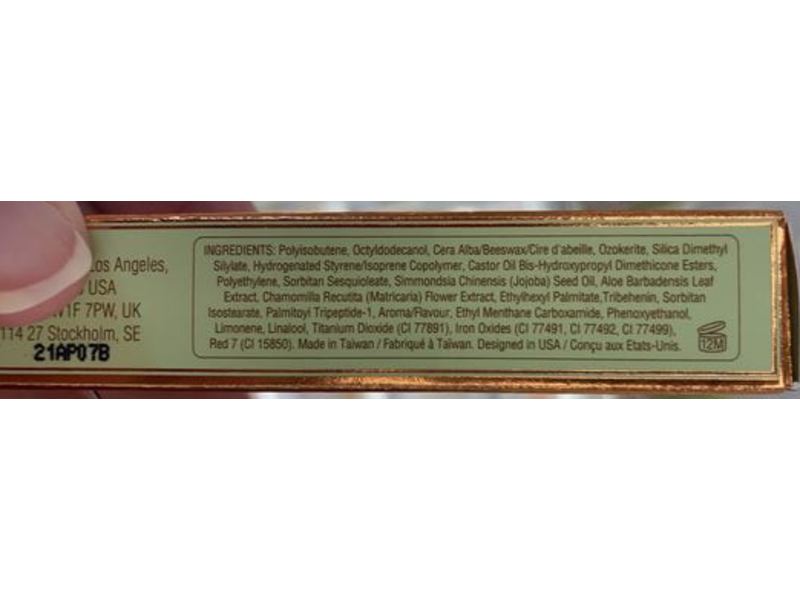 Los Angeles,
USA
W1F 7PW, UK
114 27 Stockholm, SE
21AP07B
INGREDIENTS: Polyisobutene, Octyldodecanol, Cera Alba/Beeswax/Cire d'abeille, Ozokerite, Silica Dimethyl
Silylate, Hydrogenated Styrene/Isoprene Copolymer, Castor Oil Bis-Hydroxypropyl Dimethicone Esters,
Polyethylene, Sorbitan Sesquioleate, Simmondsia Chinensis (Jojoba) Seed Oil, Aloe Barbadensis Leaf
Extract, Chamomilla Recutita (Matricaria) Flower Extract, Ethylhexyl Palmitate,Tribehenin, Sorbitan
Isostearate, Palmitoyl Tripeptide-1, Aroma/Flavour, Ethyl Menthane Carboxamide, Phenoxyethanol,
Limonene, Linalool, Titanium Dioxide (CI 77891), Iron Oxides (CI 77491, CI 77492, CI 77499),
Red 7 (CI 15850). Made in Taiwan / Fabriqué à Taïwan. Designed in USA / Conçu aux Etats-Unis.
12M